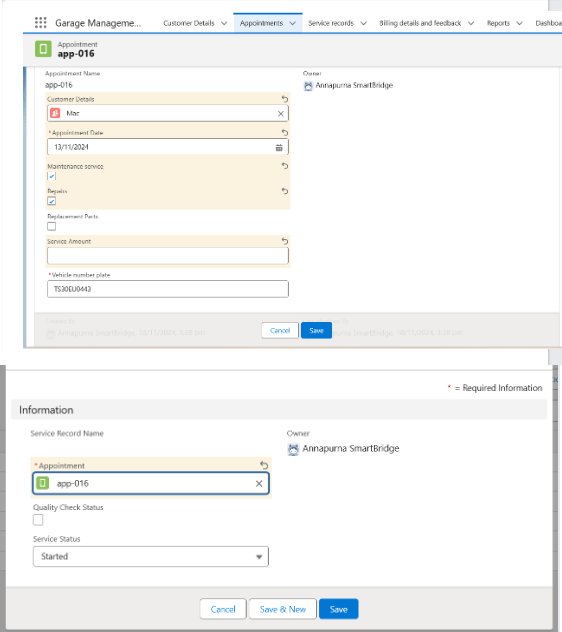 Garage Manageme... Customer Details Appointments Service records Billing details and feedback Reports Dashboa
Appointment
app-016
Appointment Name
app-016
Owner
Annapurna SmartBridge
Customer Details
Mac
*Appointment Date
13/11/2024
Maintenance service
Repairs
Replacement Parts
Service Amount
*Vehicle number plate
TS30EU0443
Annapurna SmartBridge,
Cancel Save
* = Required Information
Information
Service Record Name
Owner
Annapurna SmartBridge
*Appointment
app-016
Quality Check Status
Service Status
Started
Cancel Save & New Save